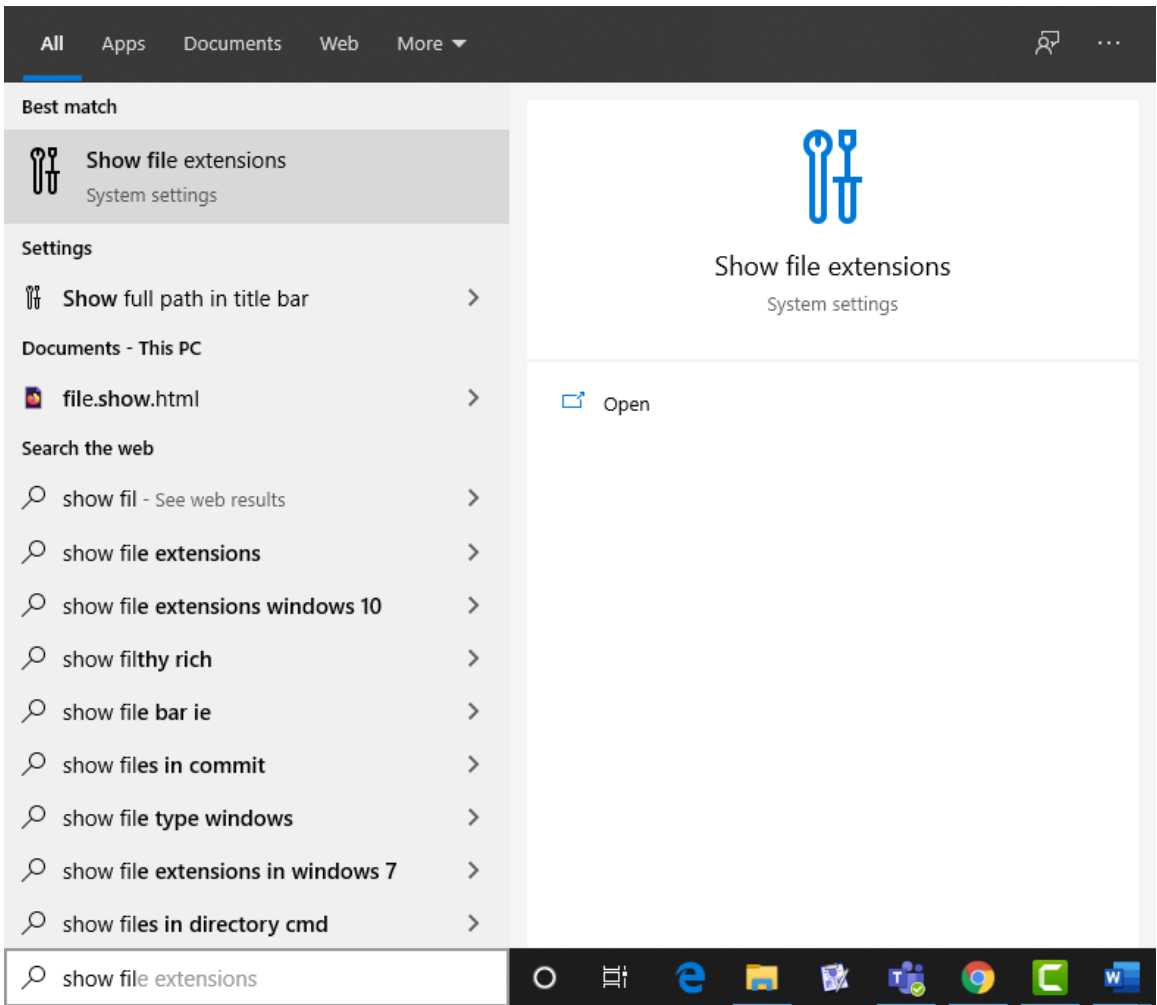 All Apps Documents Web More
Best match
Show file extensions
System settings
Settings
Show full path in title bar
Documents - This PC
file.show.html
Search the web
show fil - See web results
show file extensions
show file extensions windows 10
show filthy rich
show file bar ie
show files in commit
show file type windows
show file extensions in windows 7
show files in directory cmd
show file extensions
Show file extensions
System settings
Open